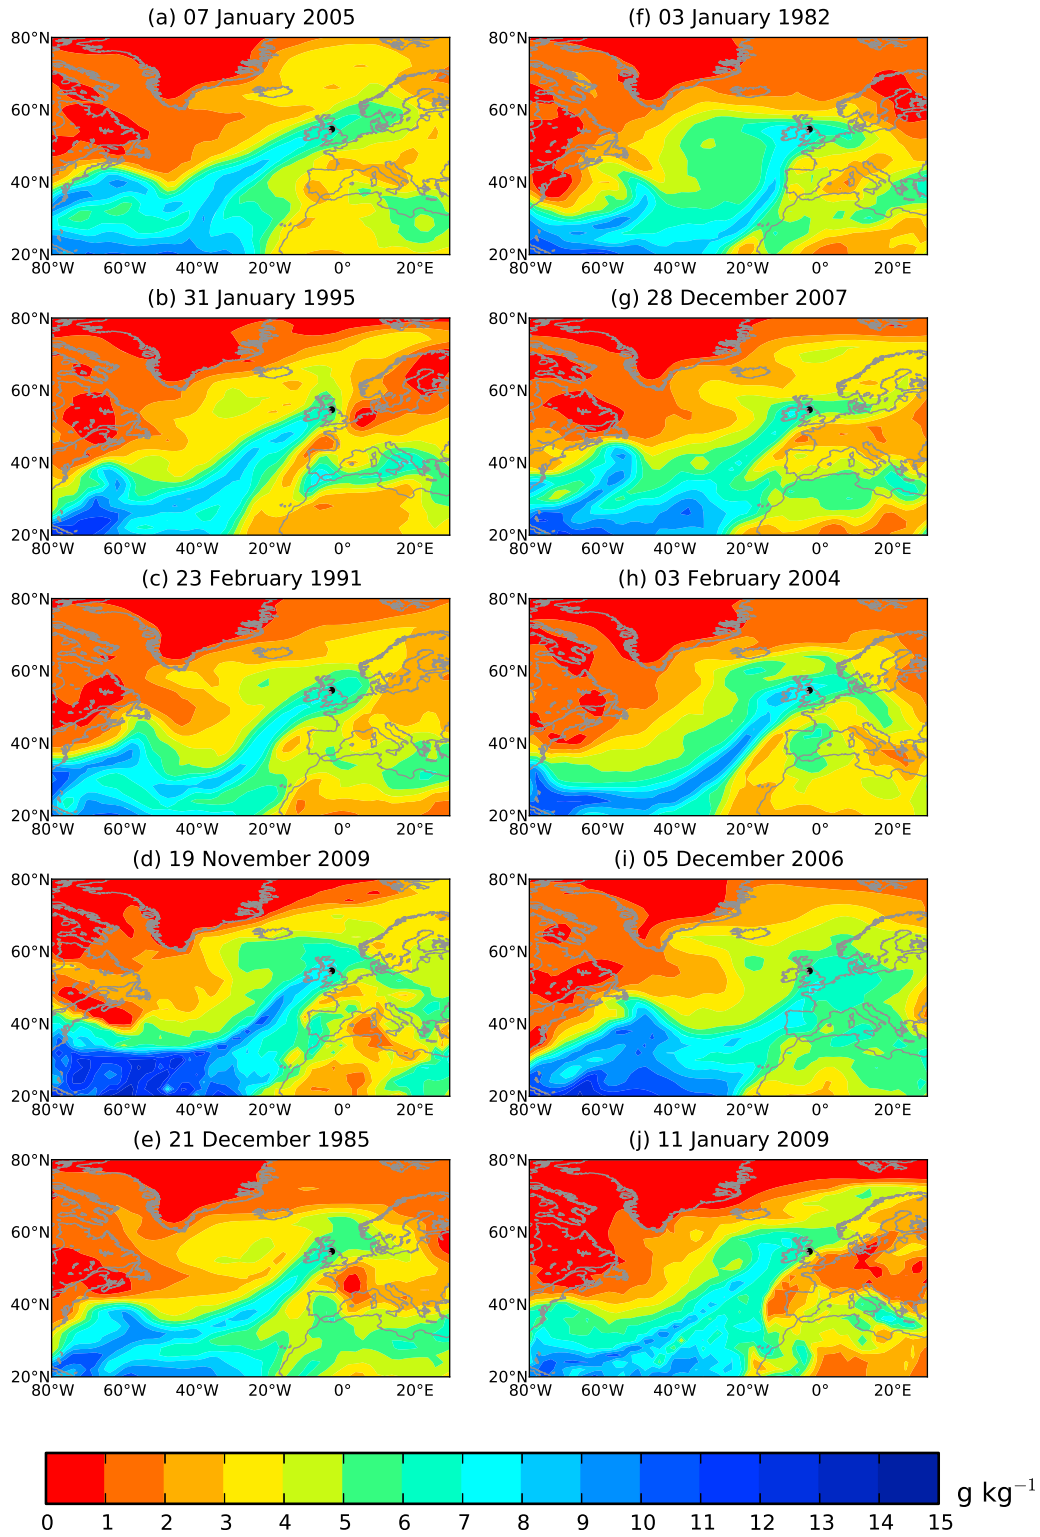 (a) 07 January 2005
80°N
60°N
40°N
20°N
80°W 60°W 40°W 20°W 0° 20°E
(f) 03 January 1982
80°N
60°N
40°N
20°N
80°W 60°W 40°W 20°W 0° 20°E
(b) 31 January 1995
80°N
60°N
40°N
20°N
80°W 60°W 40°W 20°W 0° 20°E
(g) 28 December 2007
80°N
60°N
40°N
20°N
80°W 60°W 40°W 20°W 0° 20°E
(c) 23 February 1991
80°N
60°N
40°N
20°N
80°W 60°W 40°W 20°W 0° 20°E
(h) 03 February 2004
80°N
60°N
40°N
20°N
80°W 60°W 40°W 20°W 0° 20°E
(d) 19 November 2009
80°N
60°N
40°N
20°N
80°W 60°W 40°W 20°W 0° 20°E
(i) 05 December 2006
80°N
60°N
40°N
20°N
80°W 60°W 40°W 20°W 0° 20°E
(e) 21 December 1985
80°N
60°N
40°N
20°N
80°W 60°W 40°W 20°W 0° 20°E
(j) 11 January 2009
80°N
60°N
40°N
20°N
80°W 60°W 40°W 20°W 0° 20°E
0 1 2 3 4 5 6 7 8 9 10 11 12 13 14 15
g kg⁻¹